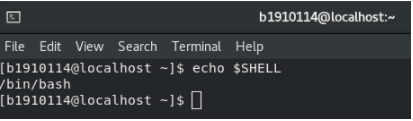 b1910114@localhost:~
File Edit View Search Terminal Help
[b1910114@localhost ~]$ echo $SHELL
/bin/bash
[b1910114@localhost ~]$